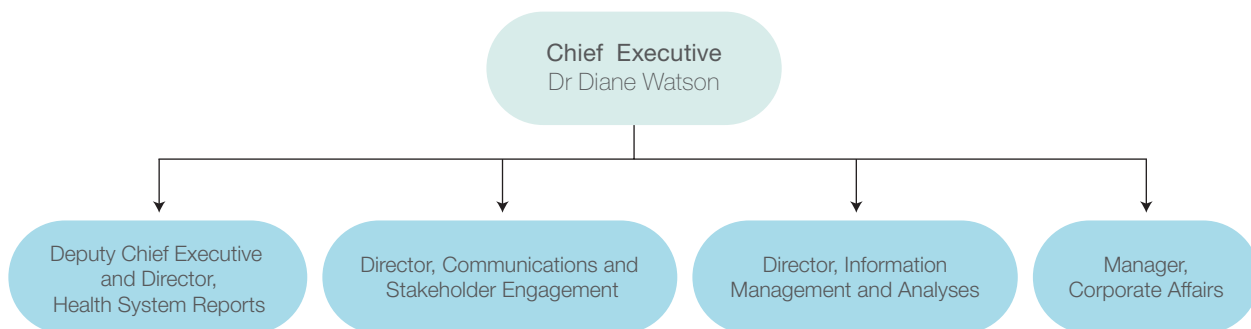 Chief Executive
Dr Diane Watson
Deputy Chief Executive
and Director,
Health System Reports
Director, Communications and
Stakeholder Engagement
Director, Information
Management and Analyses
Manager,
Corporate Affairs